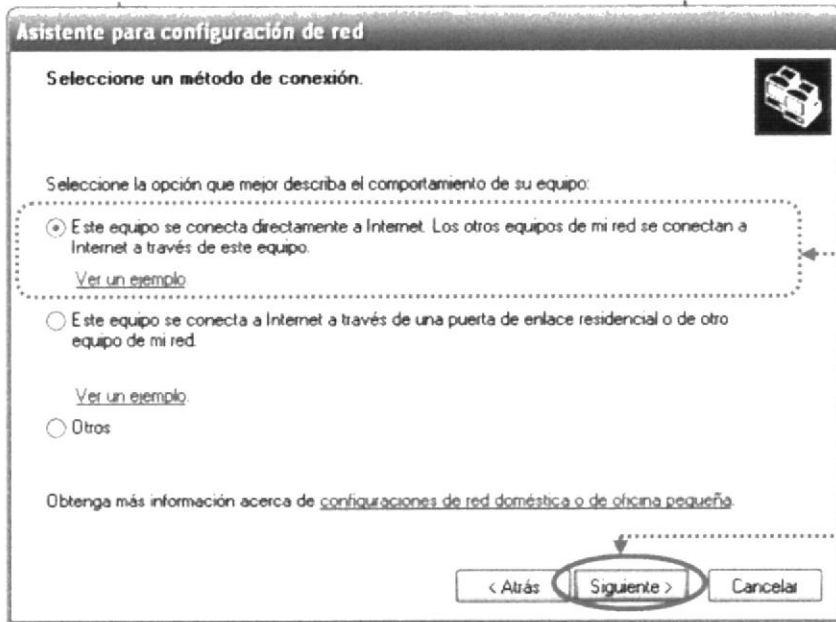 Asistente para configuración de red
Seleccione un método de conexión.
Seleccione la opción que mejor describa el comportamiento de su equipo:
Este equipo se conecta directamente a Internet. Los otros equipos de mi red se conectan a
Internet a través de este equipo.
Ver un ejemplo
Este equipo se conecta a Internet a través de una puerta de enlace residencial o de otro
equipo de mi red.
Ver un ejemplo.
Otros
Obtenga más información acerca de configuraciones de red doméstica o de oficina pequeña.
< Atrás Siguiente > Cancelar